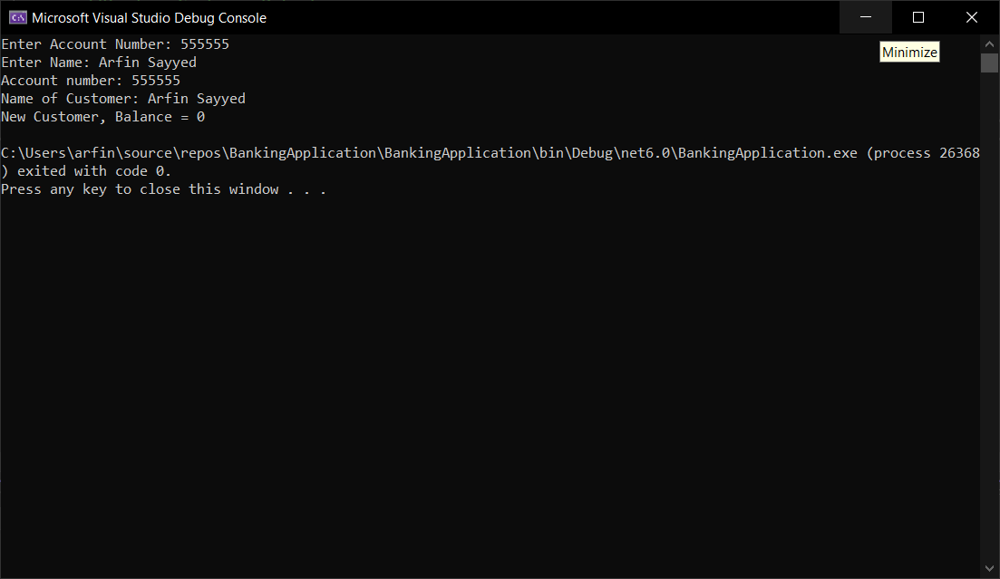 Microsoft Visual Studio Debug Console
Minimize
Enter Account Number: 555555
Enter Name: Arfin Sayyed
Account number: 555555
Name of Customer: Arfin Sayyed
New Customer, Balance = 0
C:\Users\arfin\source\repos\BankingApplication\BankingApplication\bin\Debug\net6.0\BankingApplication.exe (process 26368
) exited with code 0.
Press any key to close this window . . .